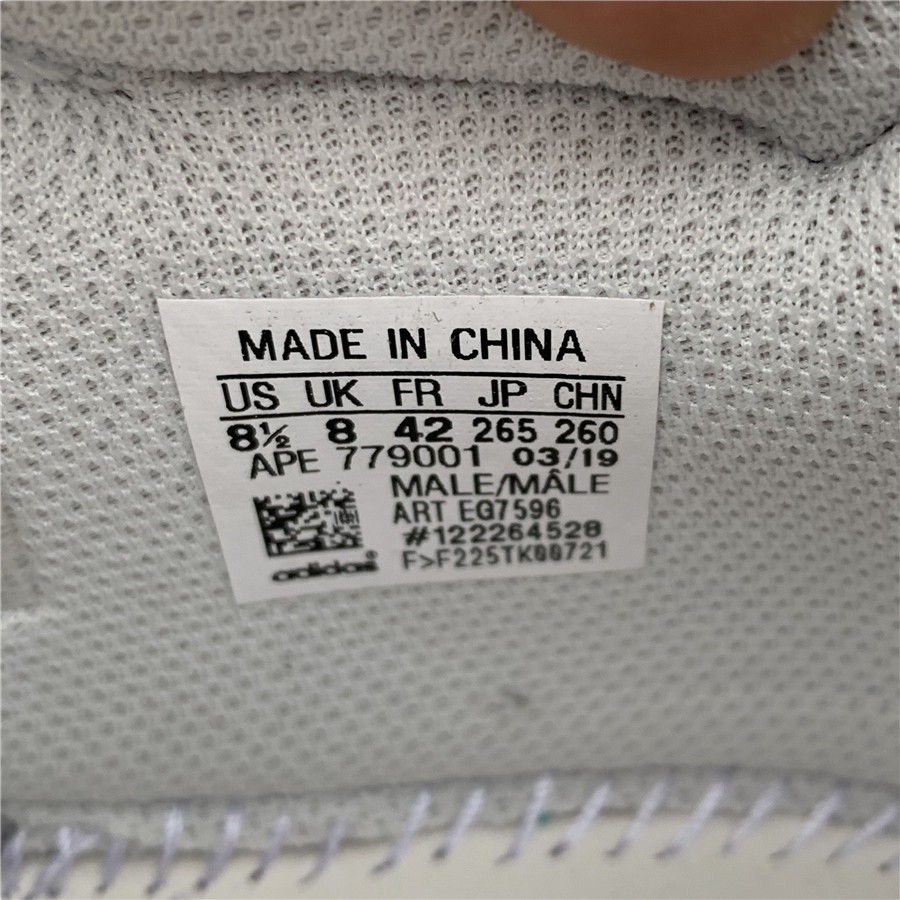 MADE IN CHINA
US UK FR JP CHN
8½ 8 42 265 260
APE 779001 03/19
MALE/MÂLE
ART EG7596
#122264528
F>F225TK00721
adidas®